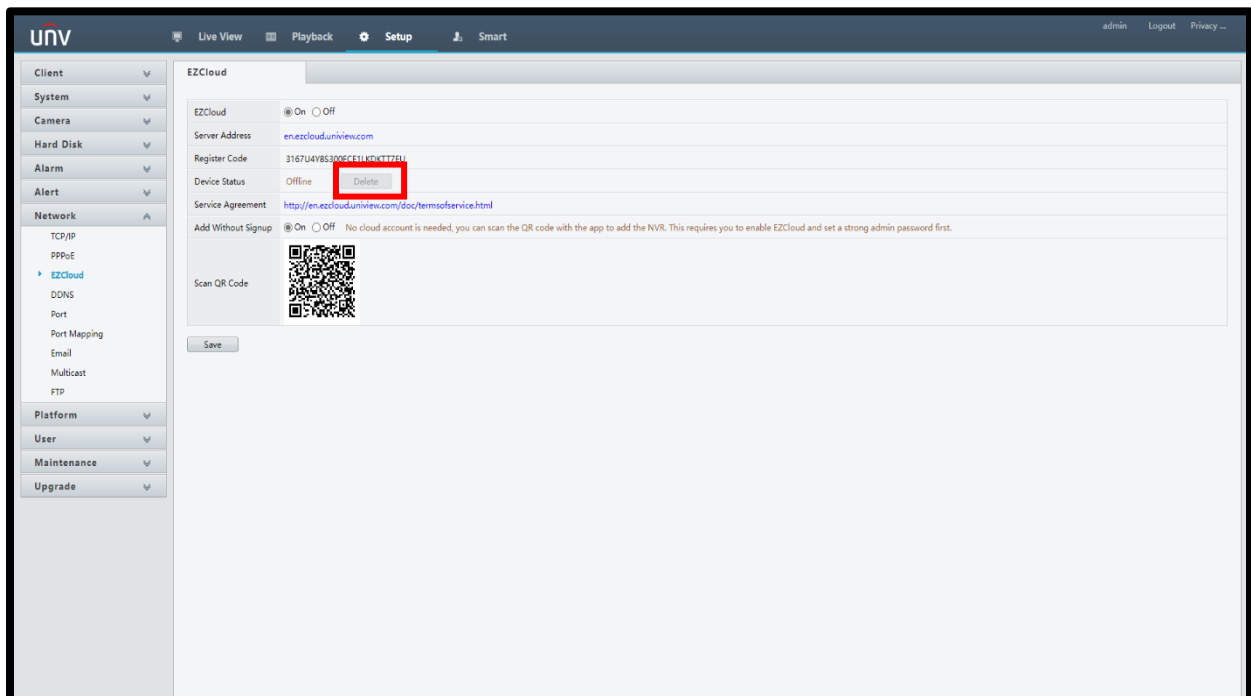 unv Live View Playback Setup Smart admin Logout Privacy ...
Client
System
Camera
Hard Disk
Alarm
Alert
Network
TCP/IP
PPPoE
EZCloud
DDNS
Port
Port Mapping
Email
Multicast
FTP
Platform
User
Maintenance
Upgrade
EZCloud
EZCloud On Off
Server Address en.ezcloud.uniview.com
Register Code
Device Status Offline Delete
Service Agreement http://en.ezcloud.uniview.com/doc/termsofservice.html
Add Without Signup On Off No cloud account is needed, you can scan the QR code with the app to add the NVR. This requires you to enable EZCloud and set a strong admin password first.
Scan QR Code
Save